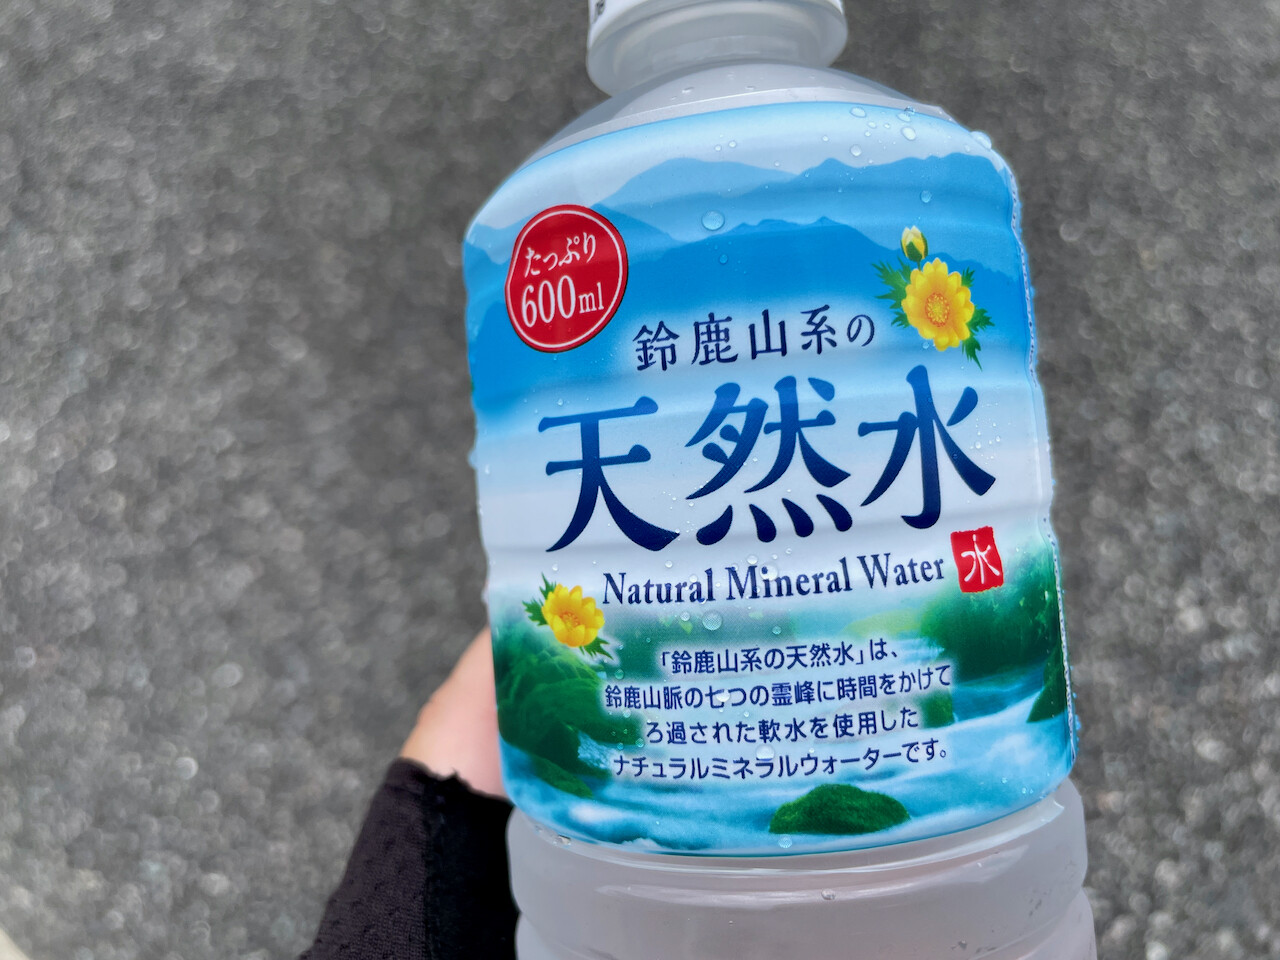 たっぷり
600ml
鈴鹿山系の
天然水
Natural Mineral Water
水
「鈴鹿山系の天然水」は、
鈴鹿山脈の七つの霊峰に時間をかけて
ろ過された軟水を使用した
ナチュラルミネラルウォーターです。